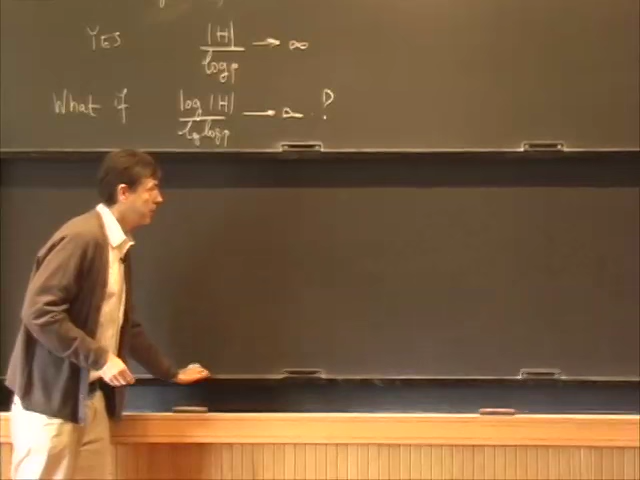 YES |H| / log p → ∞
What if log |H| / log log p → ∞ ?